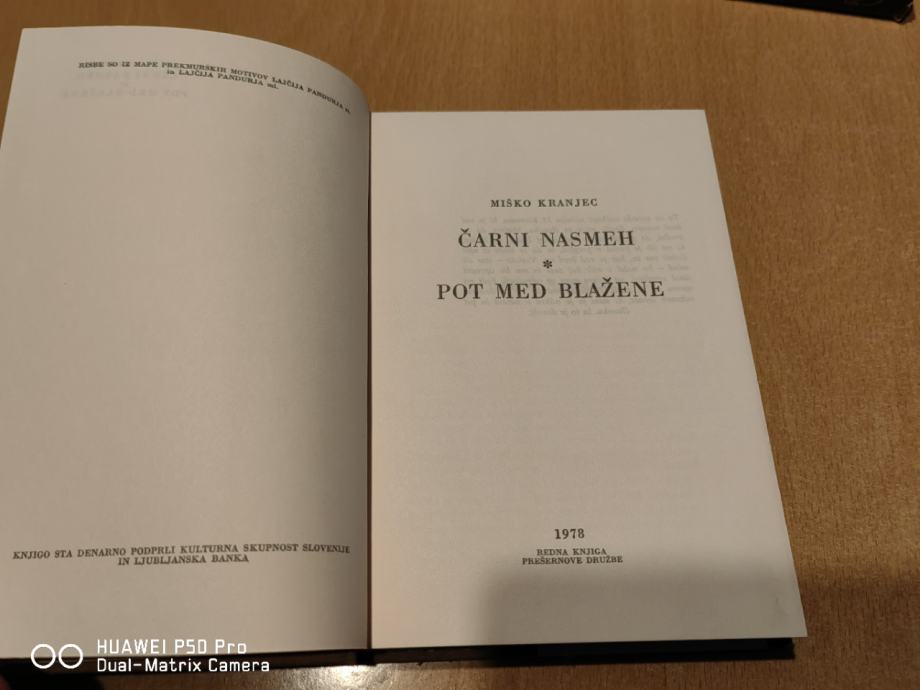 RISBE SO IZ MAPE PREKMURSKIH MOTIVOV LAJČIJA PANDURJA st.
in LAJČIJA PANDURJA ml.
KNJIGO STA DENARNO PODPRLI KULTURNA SKUPNOST SLOVENIJE
IN LJUBLJANSKA BANKA
MIŠKO KRANJEC
ČARNI NASMEH
*
POT MED BLAŽENE
1978
REDNA KNJIGA
PREŠERNOVE DRUŽBE
HUAWEI P50 Pro
Dual-Matrix Camera